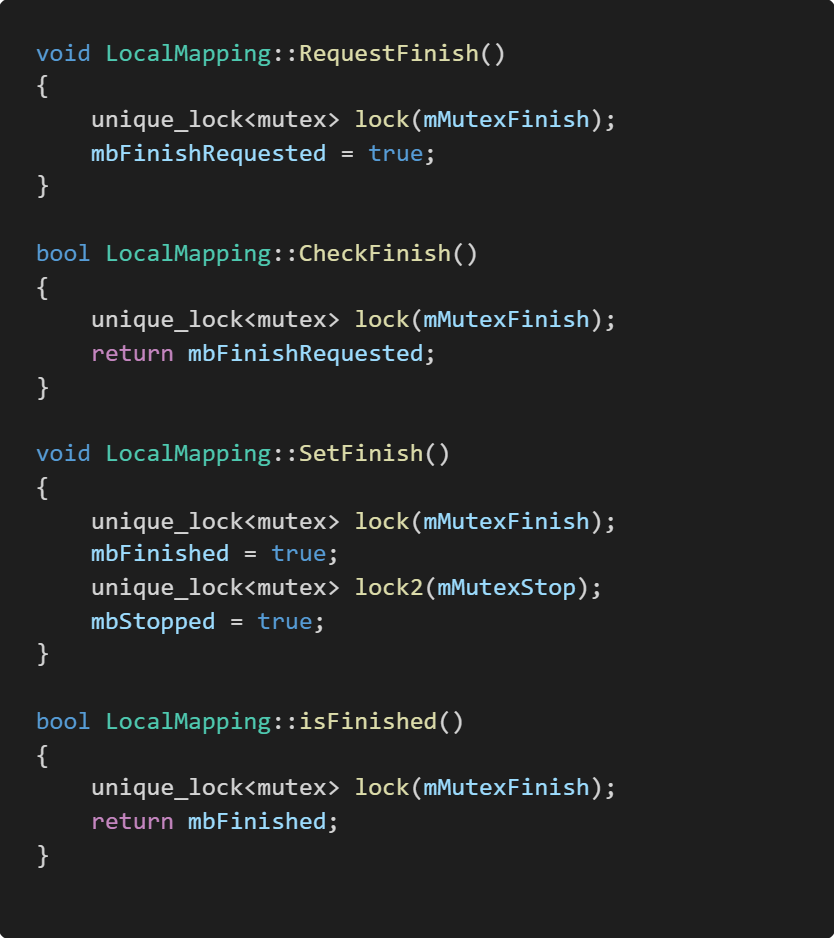 void LocalMapping::RequestFinish()
{
    unique_lock<mutex> lock(mMutexFinish);
    mbFinishRequested = true;
}

bool LocalMapping::CheckFinish()
{
    unique_lock<mutex> lock(mMutexFinish);
    return mbFinishRequested;
}

void LocalMapping::SetFinish()
{
    unique_lock<mutex> lock(mMutexFinish);
    mbFinished = true;
    unique_lock<mutex> lock2(mMutexStop);
    mbStopped = true;
}

bool LocalMapping::isFinished()
{
    unique_lock<mutex> lock(mMutexFinish);
    return mbFinished;
}